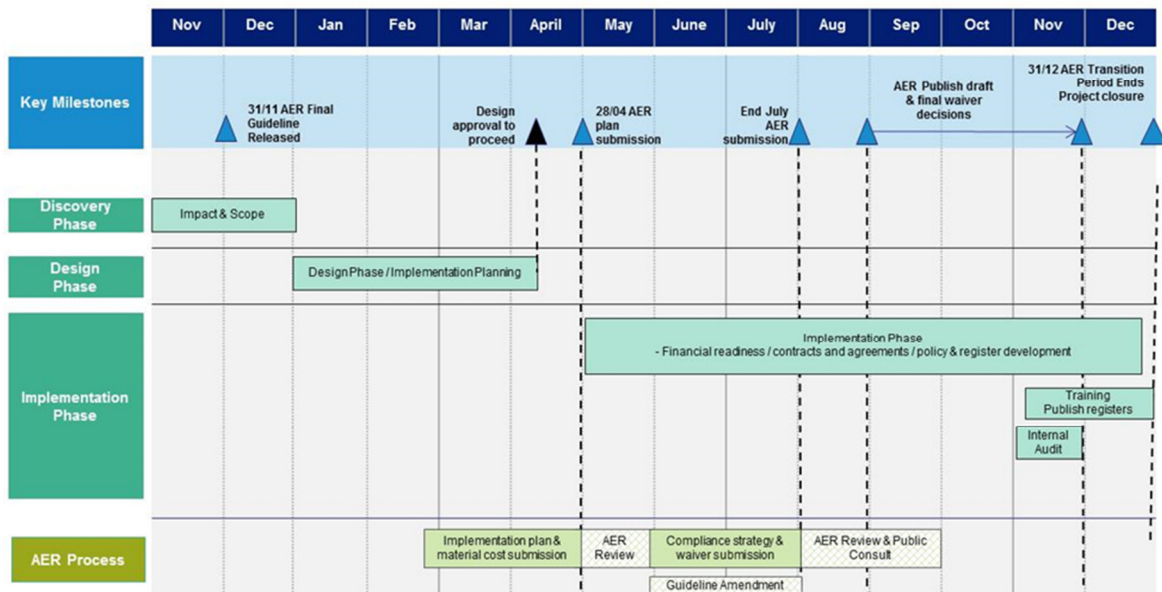 Nov Dec Jan Feb Mar April May June July Aug Sep Oct Nov Dec
Key Milestones
31/11 AER Final
Guideline
Released
Design
approval to
proceed
28/04 AER
plan
submission
End July
AER
submission
AER Publish draft
& final waiver
decisions
31/12 AER Transition
Period Ends
Project closure
Discovery
Phase
Impact & Scope
Design
Phase
Design Phase / Implementation Planning
Implementation
Phase
Implementation Phase
- Financial readiness / contracts and agreements / policy & register development
Training
Publish registers
Internal
Audit
AER Process
Implementation plan &
material cost submission
AER
Review
Compliance strategy &
waiver submission
AER Review & Public
Consult
Guideline Amendment